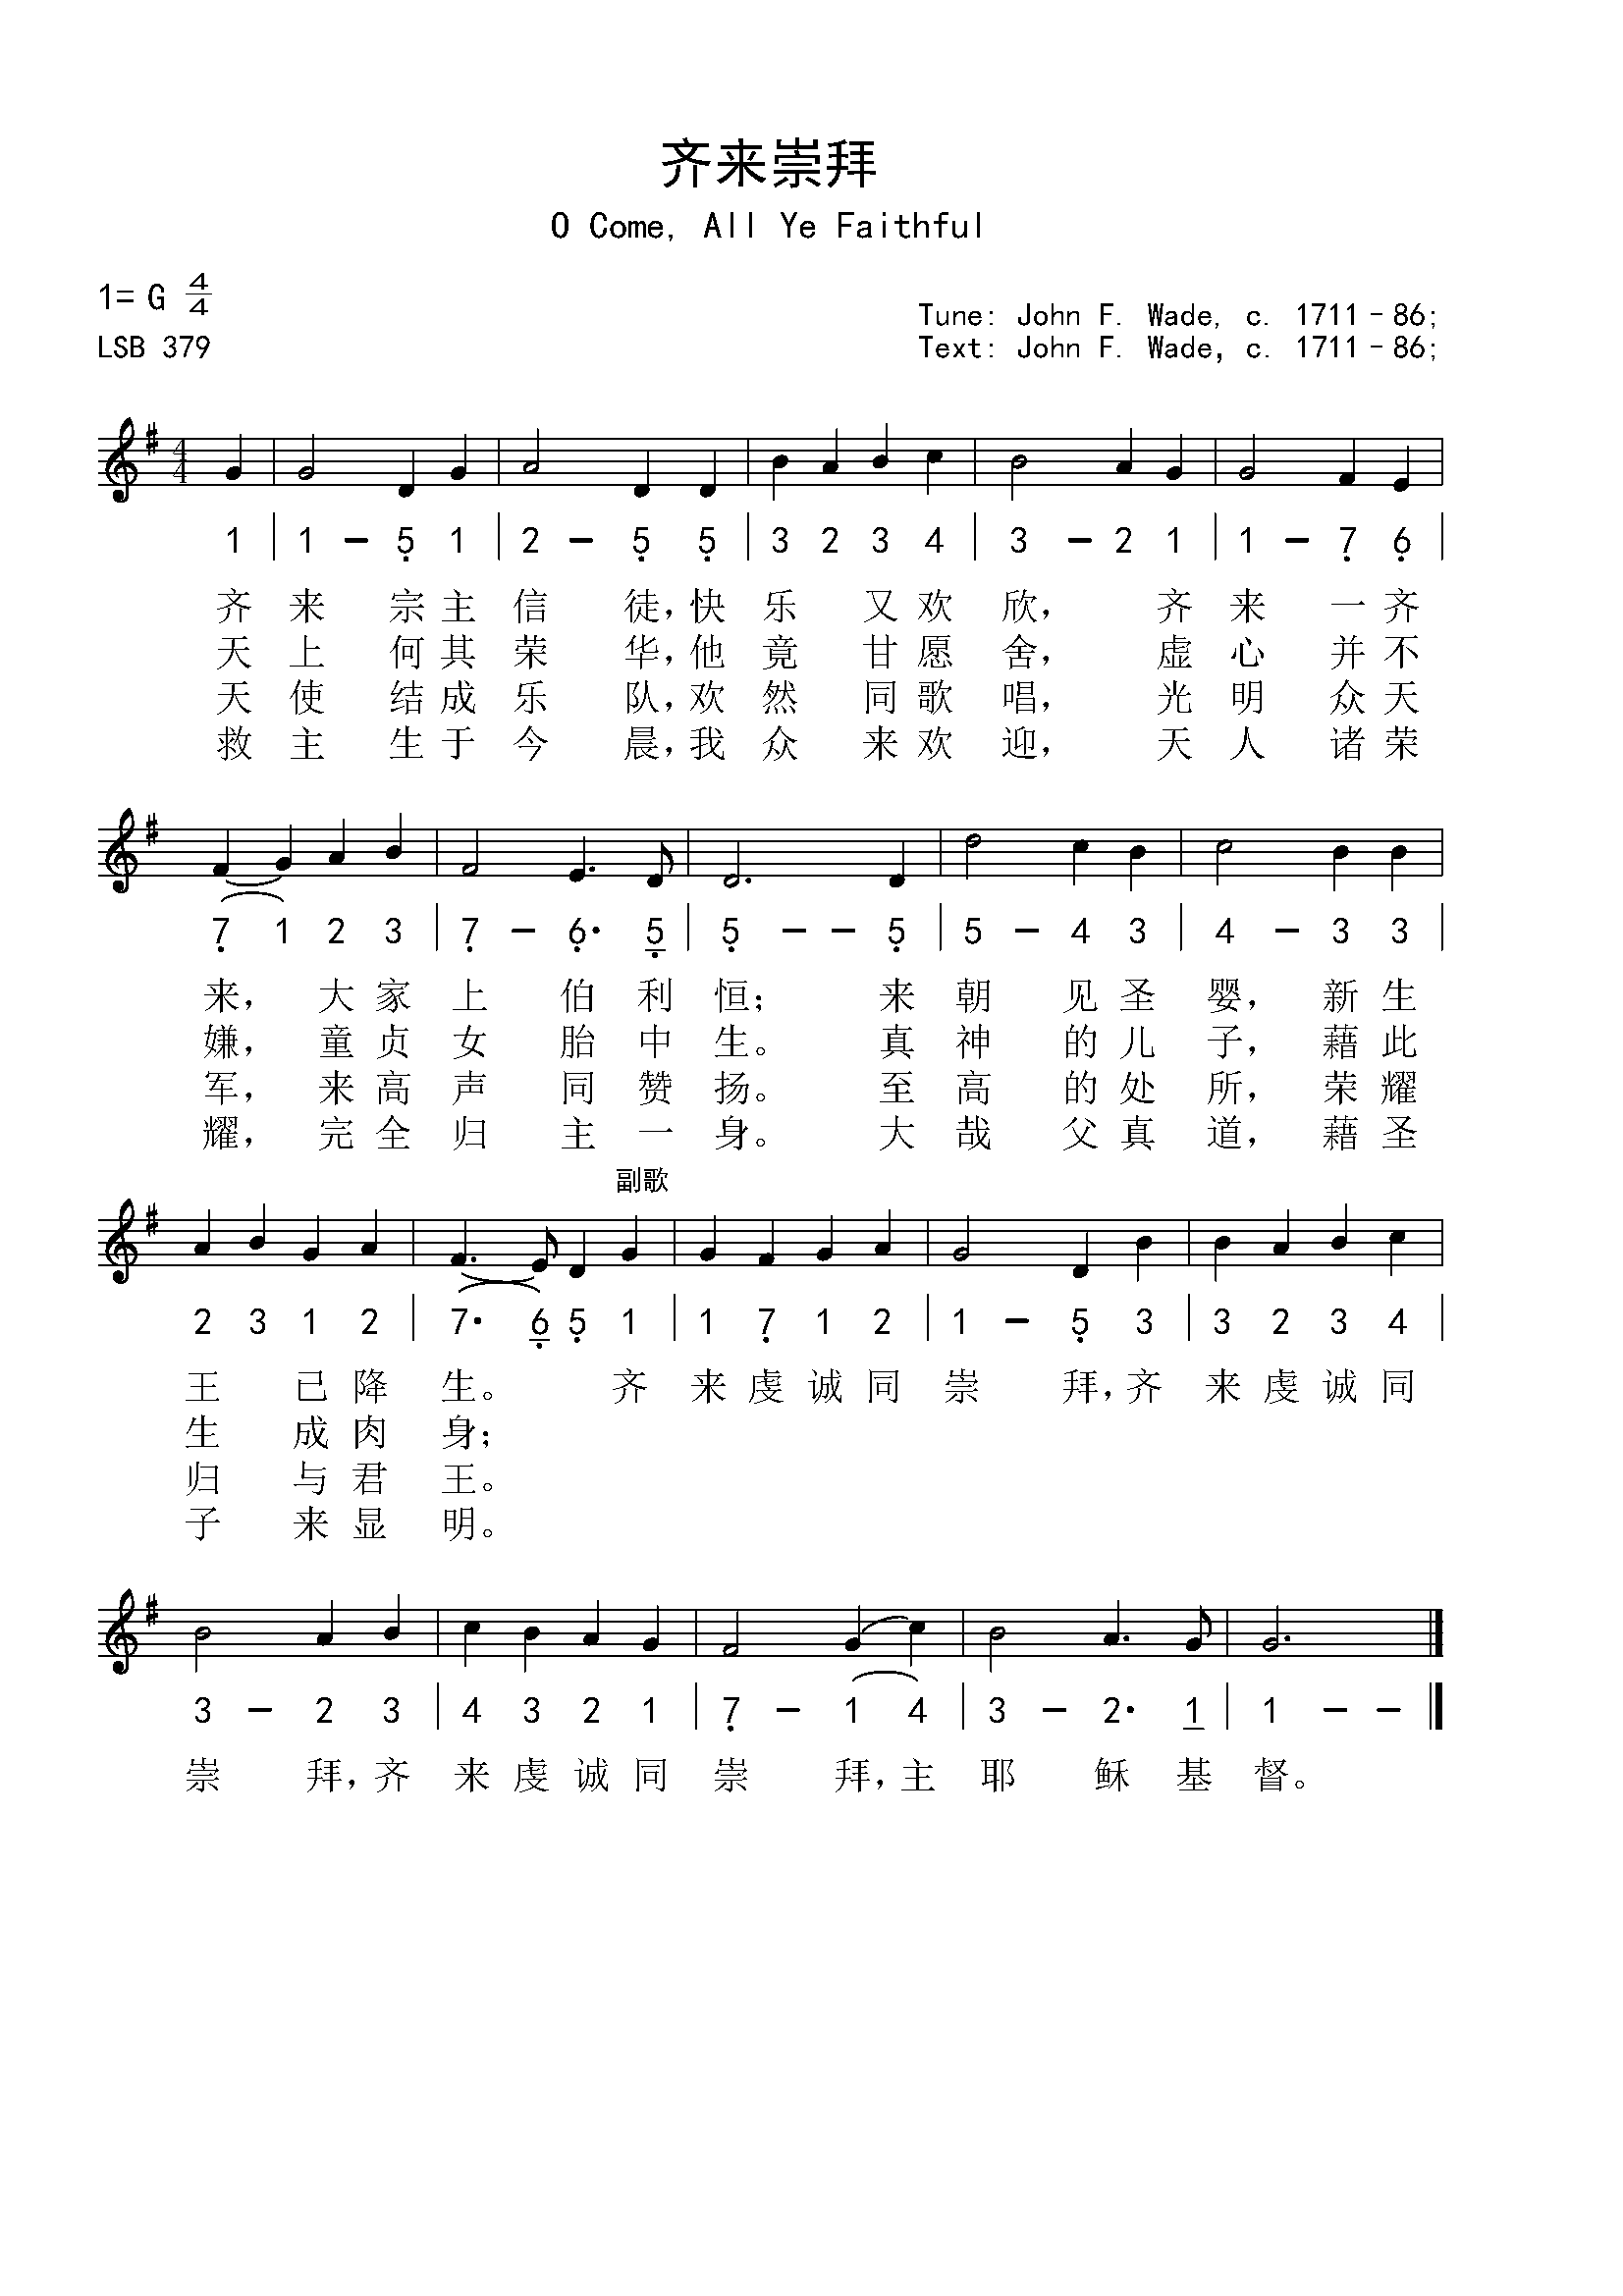 齐来崇拜
O Come, All Ye Faithful
1= G 4/4
Tune: John F. Wade, c. 1711–86;
LSB 379
Text: John F. Wade, c. 1711–86;
4/4 G G D G A D D B A B c B A G G F E
1 | 1 – 5̣ 1 | 2 – 5̣ 5̣ | 3 2 3 4 | 3 – 2 1 | 1 – 7̣ 6̣ |
齐 来 宗 主 信 徒，快 乐 又 欢 欣， 齐 来 一 齐
天 上 何 其 荣 华，他 竟 甘 愿 舍， 虚 心 并 不
天 使 结 成 乐 队，欢 然 同 歌 唱， 光 明 众 天
救 主 生 于 今 晨，我 众 来 欢 迎， 天 人 诸 荣
F G A B F E D D D d c B c B B
(7̣ 1) 2 3 | 7̣ – 6̣· 5̣ | 5̣ – – 5̣ | 5 – 4 3 | 4 – 3 3 |
来， 大 家 上 伯 利 恒； 来 朝 见 圣 婴， 新 生
嫌， 童 贞 女 胎 中 生。 真 神 的 儿 子， 藉 此
军， 来 高 声 同 赞 扬。 至 高 的 处 所， 荣 耀
耀， 完 全 归 主 一 身。 大 哉 父 真 道， 藉 圣
副歌
A B G A F E D G G F G A G D B B A B c
2 3 1 2 | (7· 6̣) 5̣ 1 | 1 7̣ 1 2 | 1 – 5̣ 3 | 3 2 3 4 |
王 己 降 生。 齐 来 虔 诚 同 崇 拜，齐 来 虔 诚 同
生 成 肉 身；
归 与 君 王。
子 来 显 明。
B A B c B A G F G c B A G G
3 – 2 3 | 4 3 2 1 | 7̣ – (1 4) | 3 – 2· 1 | 1 – – |
崇 拜，齐 来 虔 诚 同 崇 拜，主 耶 稣 基 督。